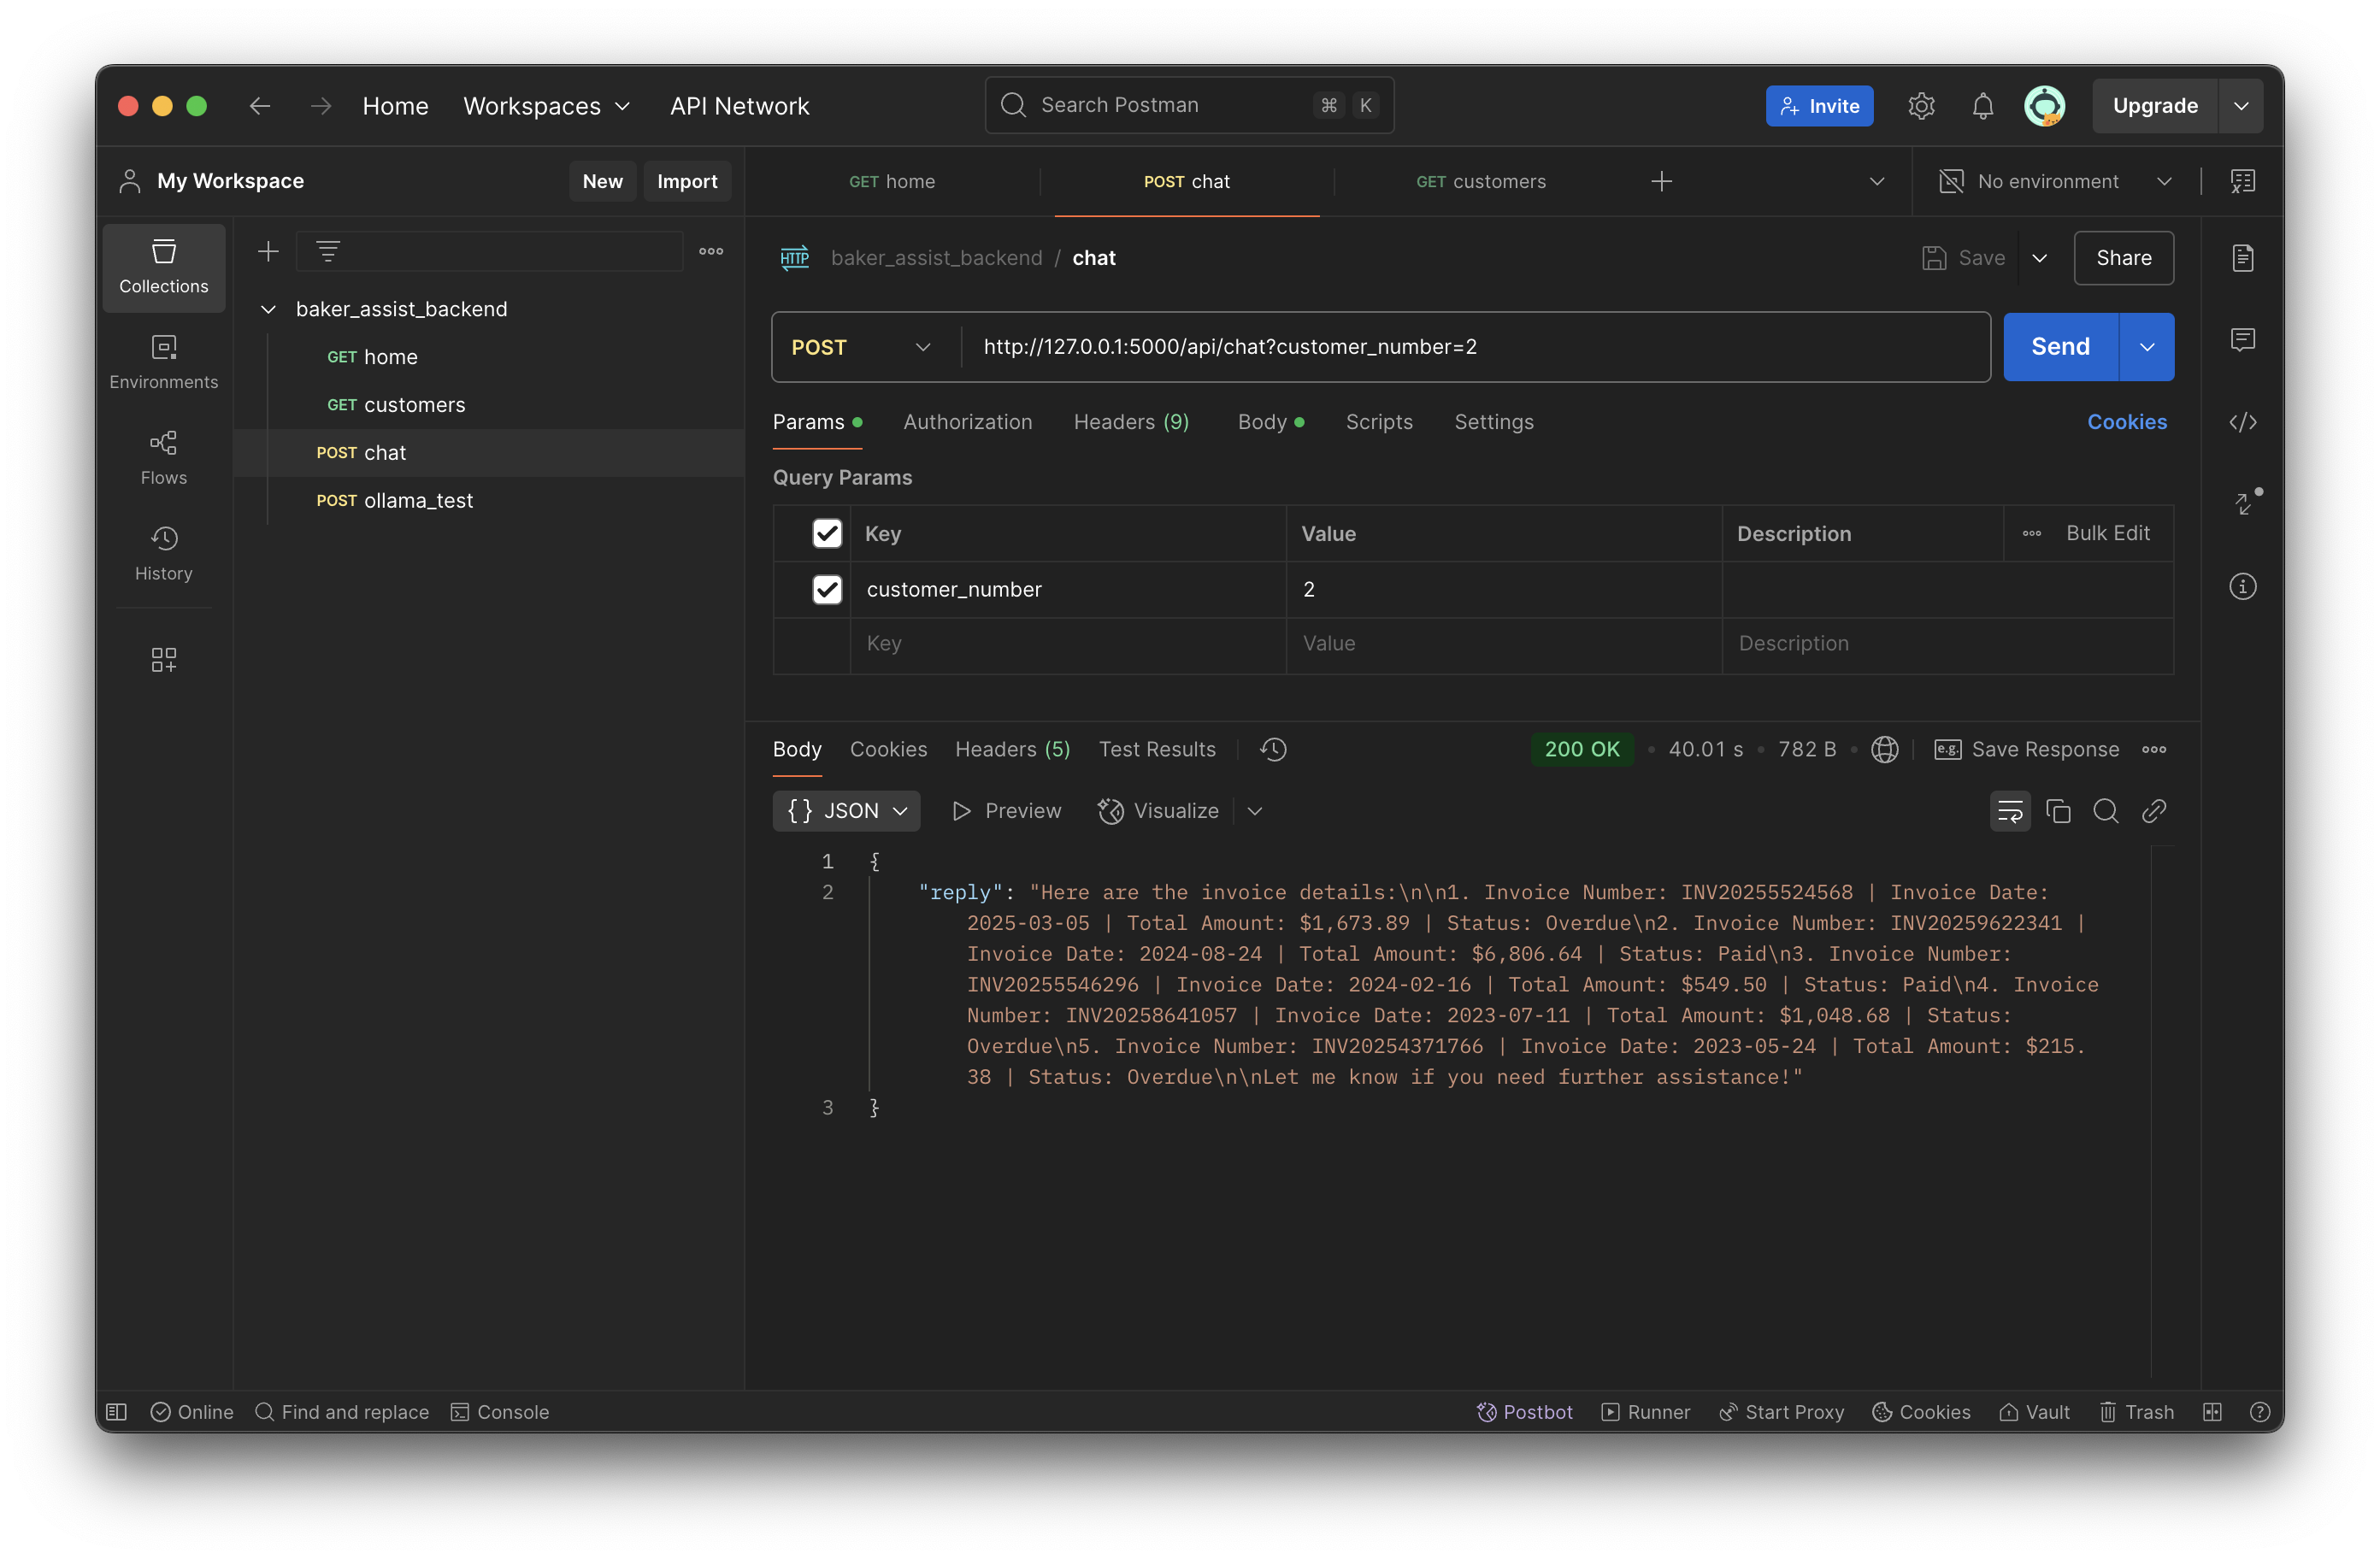 Home
Workspaces
API Network
Search Postman
⌘ K
Invite
Upgrade
My Workspace
New
Import
GET home
POST chat
GET customers
No environment
Collections
Environments
Flows
History
baker_assist_backend
GET home
GET customers
POST chat
POST ollama_test
HTTP
baker_assist_backend / chat
Save
Share
POST
http://127.0.0.1:5000/api/chat?customer_number=2
Send
Params
Authorization
Headers (9)
Body
Scripts
Settings
Cookies
Query Params
Key Value Description Bulk Edit
customer_number 2
Key Value Description
Body Cookies Headers (5) Test Results
200 OK • 40.01 s • 782 B
e.g. Save Response
{ } JSON
Preview
Visualize
1 {
2 "reply": "Here are the invoice details:\n\n1. Invoice Number: INV20255524568 | Invoice Date:
2025-03-05 | Total Amount: $1,673.89 | Status: Overdue\n2. Invoice Number: INV20259622341 |
Invoice Date: 2024-08-24 | Total Amount: $6,806.64 | Status: Paid\n3. Invoice Number:
INV20255546296 | Invoice Date: 2024-02-16 | Total Amount: $549.50 | Status: Paid\n4. Invoice
Number: INV20258641057 | Invoice Date: 2023-07-11 | Total Amount: $1,048.68 | Status:
Overdue\n5. Invoice Number: INV20254371766 | Invoice Date: 2023-05-24 | Total Amount: $215.
38 | Status: Overdue\n\nLet me know if you need further assistance!"
3 }
Online
Find and replace
Console
Postbot
Runner
Start Proxy
Cookies
Vault
Trash